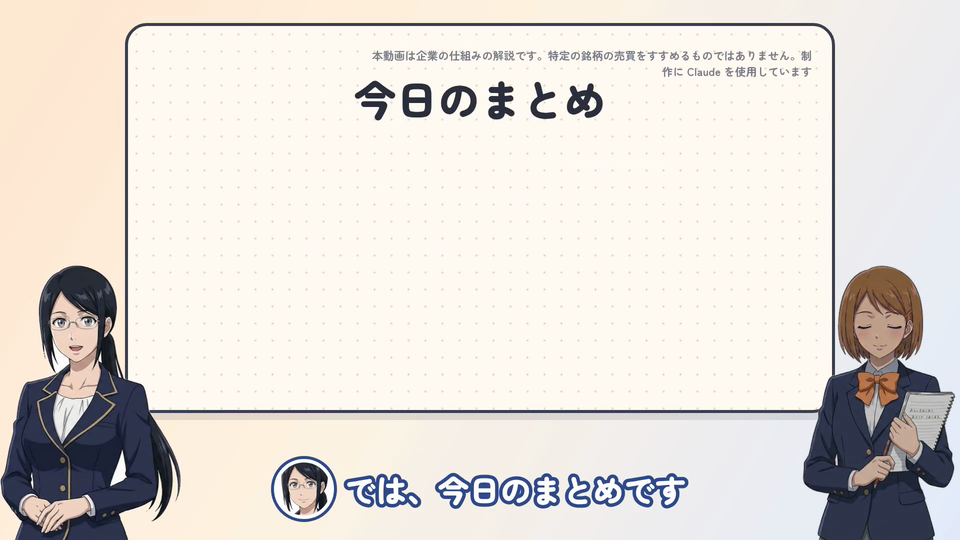 本動画は企業の仕組みの解説です。特定の銘柄の売買をすすめるものではありません。制
作に Claude を使用しています
今日のまとめ
では、今日のまとめです